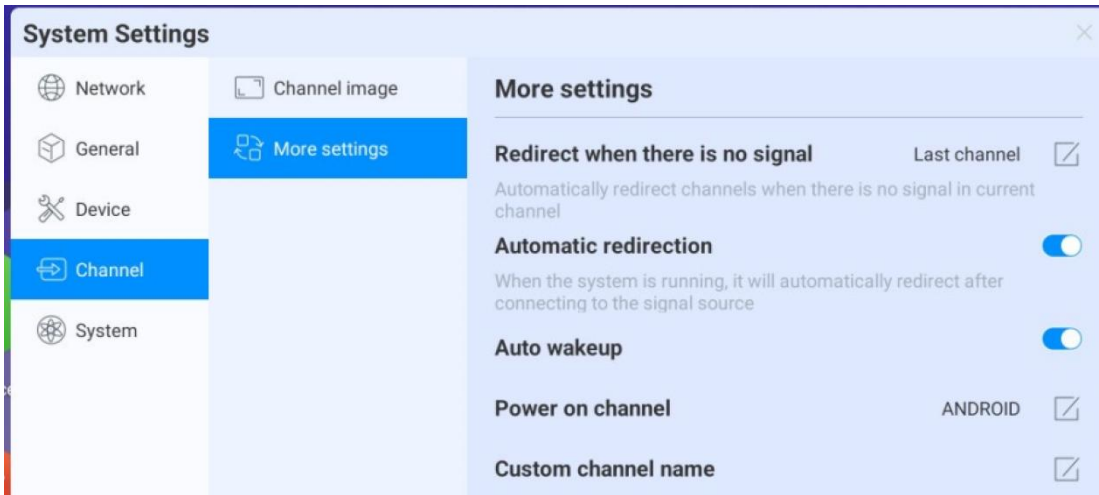 System Settings
Network
General
Device
Channel
System
Channel image
More settings
More settings
Redirect when there is no signal
Last channel
Automatically redirect channels when there is no signal in current
channel
Automatic redirection
When the system is running, it will automatically redirect after
connecting to the signal source
Auto wakeup
Power on channel
ANDROID
Custom channel name